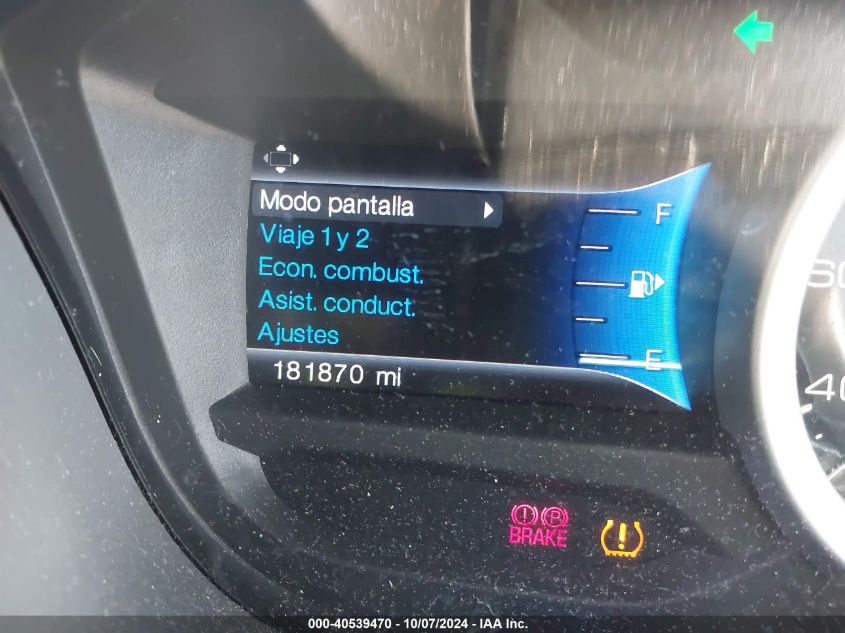 Modo pantalla
Viaje 1 y 2
Econ. combust.
Asist. conduct.
Ajustes
181870 mi
F
E
40
BRAKE
000-40539470 - 10/07/2024 - IAA Inc.